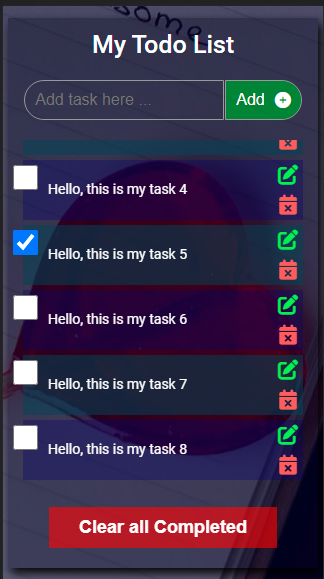 some
My Todo List
Add task here ...
Add
Hello, this is my task 4
Hello, this is my task 5
Hello, this is my task 6
Hello, this is my task 7
Hello, this is my task 8
Clear all Completed